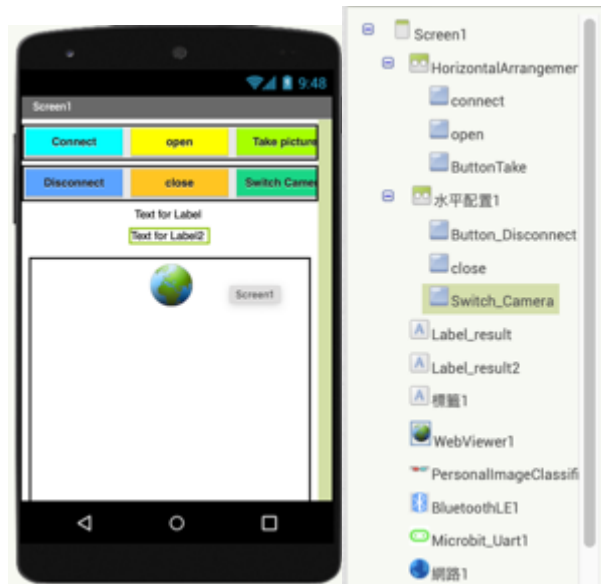 9:48
Screen1
Connect
open
Take picture
Disconnect
close
Switch Came
Text for Label
Text for Label2
Screen1
Screen1
HorizontalArrangemer
connect
open
ButtonTake
水平配置1
Button_Disconnect
close
Switch_Camera
Label_result
Label_result2
標籤1
WebViewer1
PersonalImageClassifi
BluetoothLE1
Microbit_Uart1
網路1